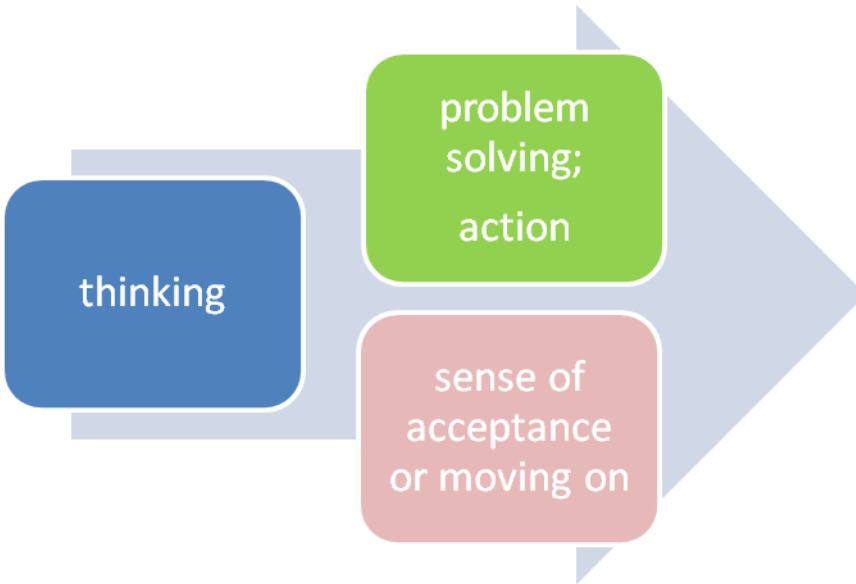 thinking
problem
solving;
action
sense of
acceptance
or moving on